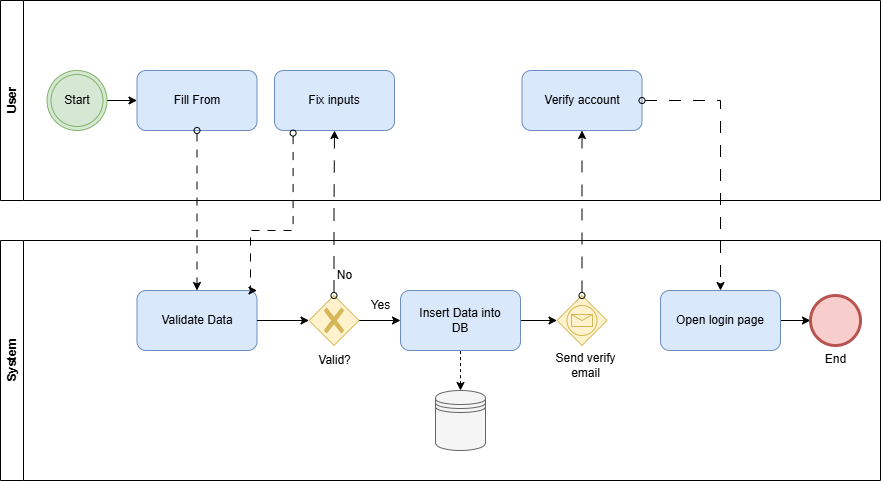 User
Start
Fill From
Fix inputs
Verify account
System
No
Yes
Validate Data
Valid?
Insert Data into
DB
Send verify
email
Open login page
End